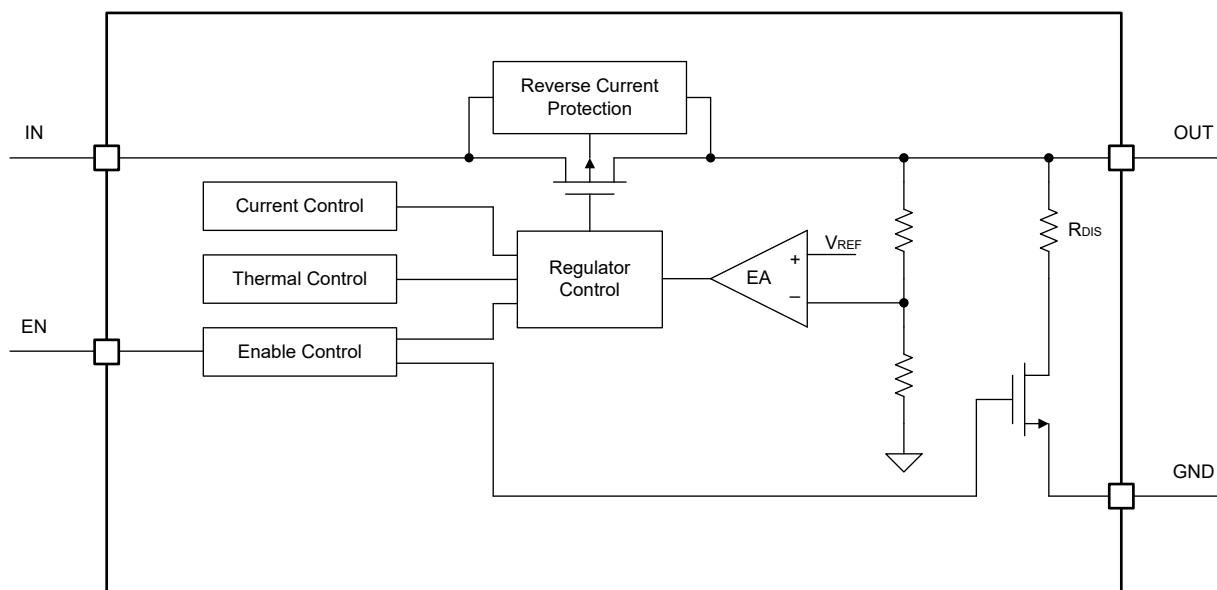 Reverse Current
Protection
IN
OUT
Current Control
RDIS
VREF
+
Regulator
Control
EA
Thermal Control
−
EN
Enable Control
GND